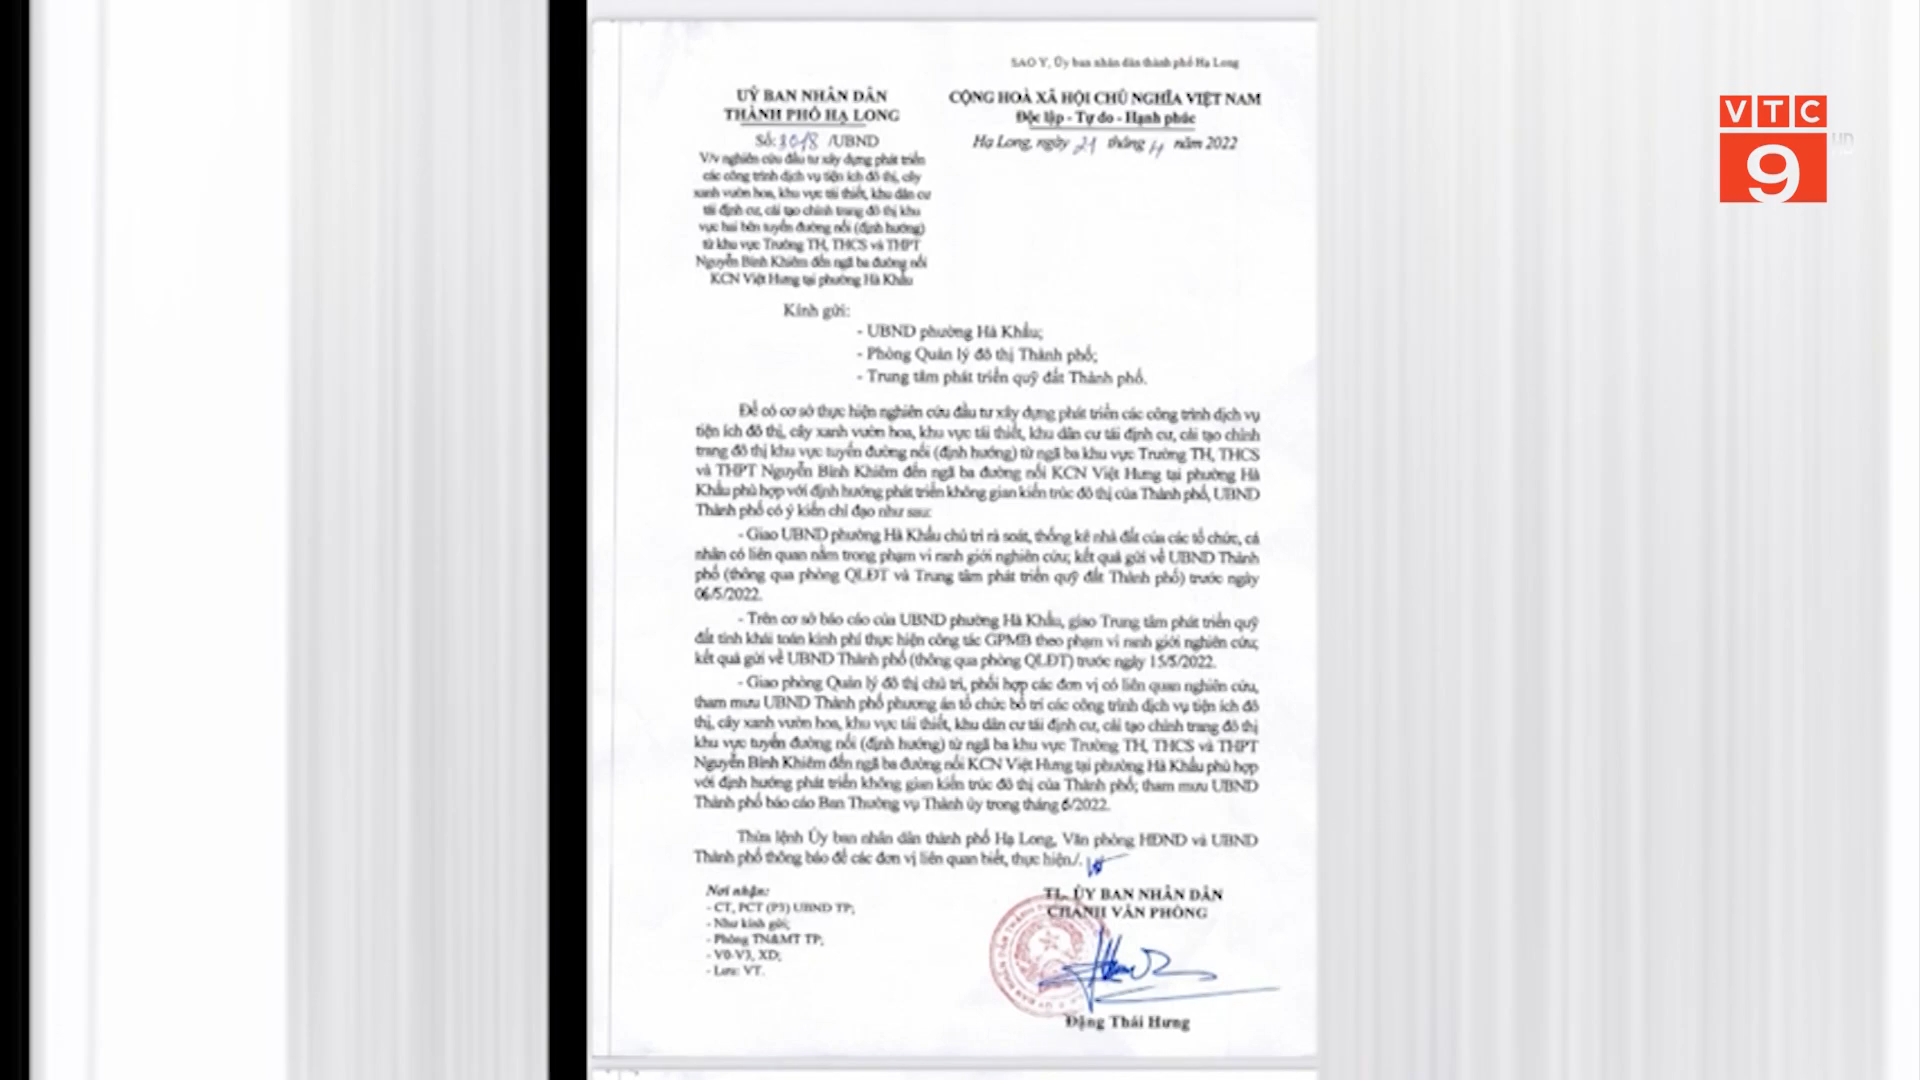 SAO Y, Ủy ban nhân dân thành phố Hạ Long
UỶ BAN NHÂN DÂN
THÀNH PHỐ HẠ LONG
CỘNG HOÀ XÃ HỘI CHỦ NGHĨA VIỆT NAM
Độc lập - Tự do - Hạnh phúc
Số: 3018 /UBND
Hạ Long, ngày 21 tháng 4 năm 2022
V/v nghiên cứu đầu tư xây dựng phát triển
các công trình dịch vụ tiện ích đô thị, cây
xanh vườn hoa, khu vực tái thiết, khu dân cư
tái định cư, cải tạo chỉnh trang đô thị khu
vực hai bên tuyến đường nối (định hướng)
từ khu vực Trường TH, THCS và THPT
Nguyễn Bỉnh Khiêm đến ngã ba đường nối
KCN Việt Hưng tại phường Hà Khẩu
VTC
9
HD
Kính gửi:
- UBND phường Hà Khẩu;
- Phòng Quản lý đô thị Thành phố;
- Trung tâm phát triển quỹ đất Thành phố.
Để có cơ sở thực hiện nghiên cứu đầu tư xây dựng phát triển các công trình dịch vụ
tiện ích đô thị, cây xanh vườn hoa, khu vực tái thiết, khu dân cư tái định cư, cải tạo chỉnh
trang đô thị khu vực tuyến đường nối (định hướng) từ ngã ba khu vực Trường TH, THCS
và THPT Nguyễn Bỉnh Khiêm đến ngã ba đường nối KCN Việt Hưng tại phường Hà
Khẩu phù hợp với định hướng phát triển không gian kiến trúc đô thị của Thành phố, UBND
Thành phố có ý kiến chỉ đạo như sau:
- Giao UBND phường Hà Khẩu chủ trì rà soát, thống kê nhà đất của các tổ chức, cá
nhân có liên quan nằm trong phạm vi ranh giới nghiên cứu; kết quả gửi về UBND Thành
phố (thông qua phòng QLĐT và Trung tâm phát triển quỹ đất Thành phố) trước ngày
06/5/2022.
- Trên cơ sở báo cáo của UBND phường Hà Khẩu, giao Trung tâm phát triển quỹ
đất tính khái toán kinh phí thực hiện công tác GPMB theo phạm vi ranh giới nghiên cứu;
kết quả gửi về UBND Thành phố (thông qua phòng QLĐT) trước ngày 15/5/2022.
- Giao phòng Quản lý đô thị chủ trì, phối hợp các đơn vị có liên quan nghiên cứu,
tham mưu UBND Thành phố phương án tổ chức bố trí các công trình dịch vụ tiện ích đô
thị, cây xanh vườn hoa, khu vực tái thiết, khu dân cư tái định cư, cải tạo chỉnh trang đô thị
khu vực tuyến đường nối (định hướng) từ ngã ba khu vực Trường TH, THCS và THPT
Nguyễn Bỉnh Khiêm đến ngã ba đường nối KCN Việt Hưng tại phường Hà Khẩu phù hợp
với định hướng phát triển không gian kiến trúc đô thị của Thành phố; tham mưu UBND
Thành phố báo cáo Ban Thường vụ Thành ủy trong tháng 6/2022.
Thừa lệnh Ủy ban nhân dân thành phố Hạ Long, Văn phòng HĐND và UBND
Thành phố thông báo để các đơn vị liên quan biết, thực hiện./.
Nơi nhận:
- CT, PCT (P3) UBND TP;
- Như kính gửi;
- Phòng TN&MT TP;
- V0-V3, XD;
- Lưu: VT.
TL. ỦY BAN NHÂN DÂN
CHÁNH VĂN PHÒNG
Đặng Thái Hưng